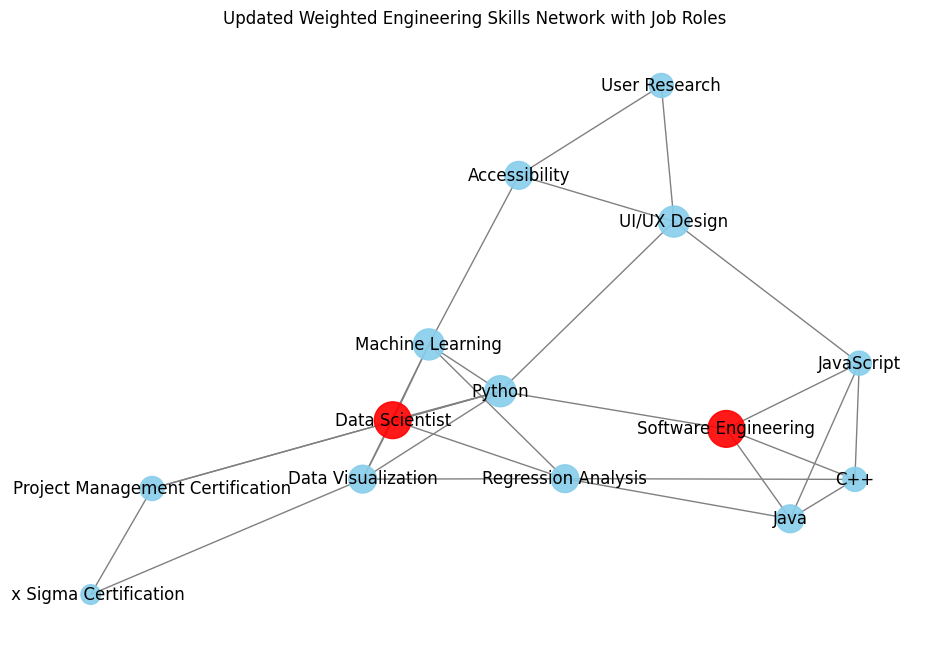 Updated Weighted Engineering Skills Network with Job Roles
User Research
Accessibility
UI/UX Design
Machine Learning
JavaScript
Python
Data Scientist
Software Engineering
Data Visualization
Regression Analysis
C++
Project Management Certification
Java
x Sigma Certification